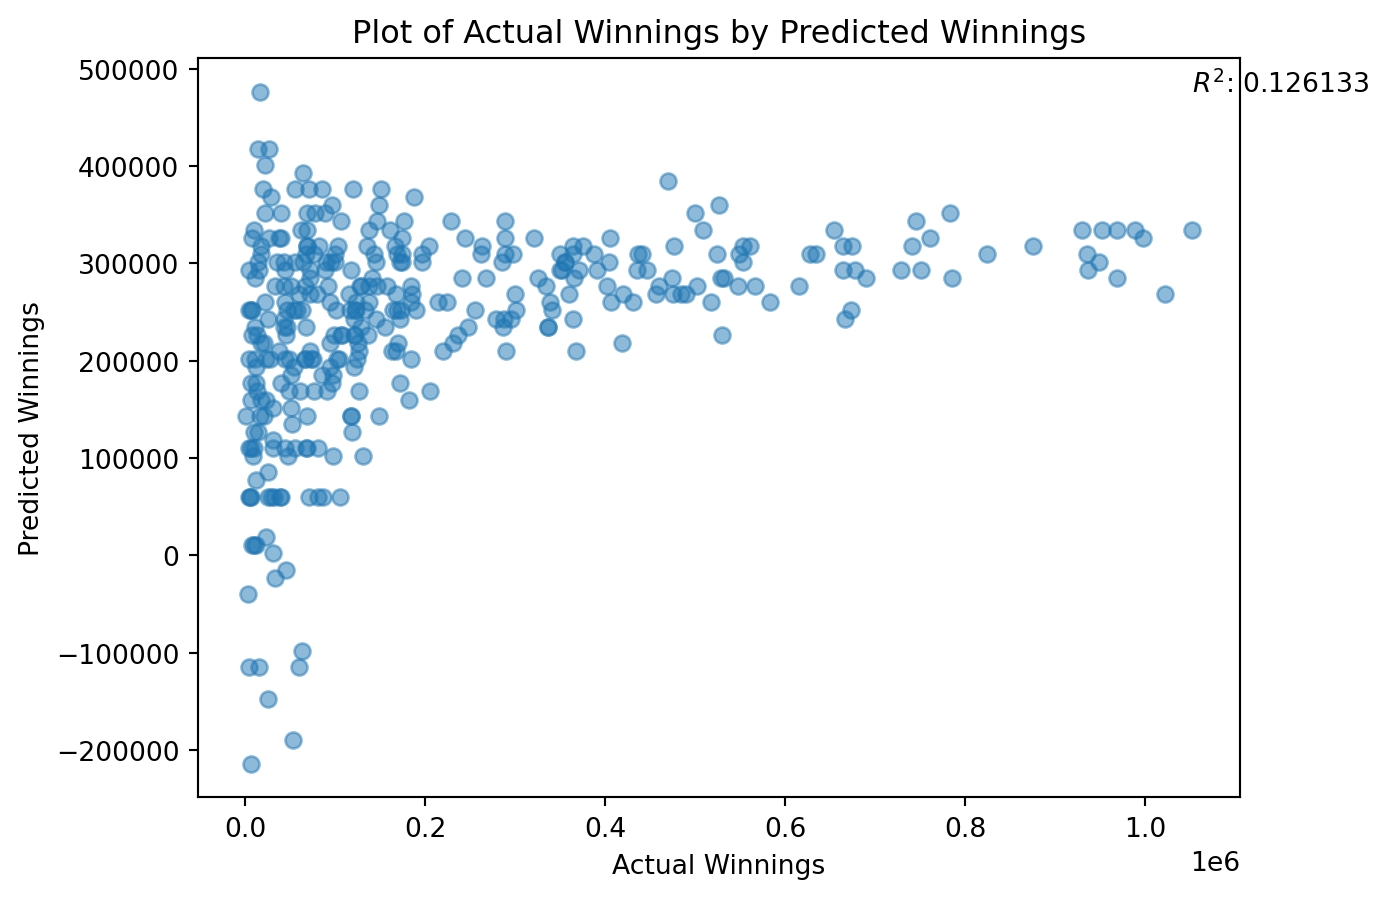 Plot of Actual Winnings by Predicted Winnings
R²: 0.126133
500000
400000
300000
200000
100000
0
−100000
−200000
Predicted Winnings
0.0 0.2 0.4 0.6 0.8 1.0
1e6
Actual Winnings